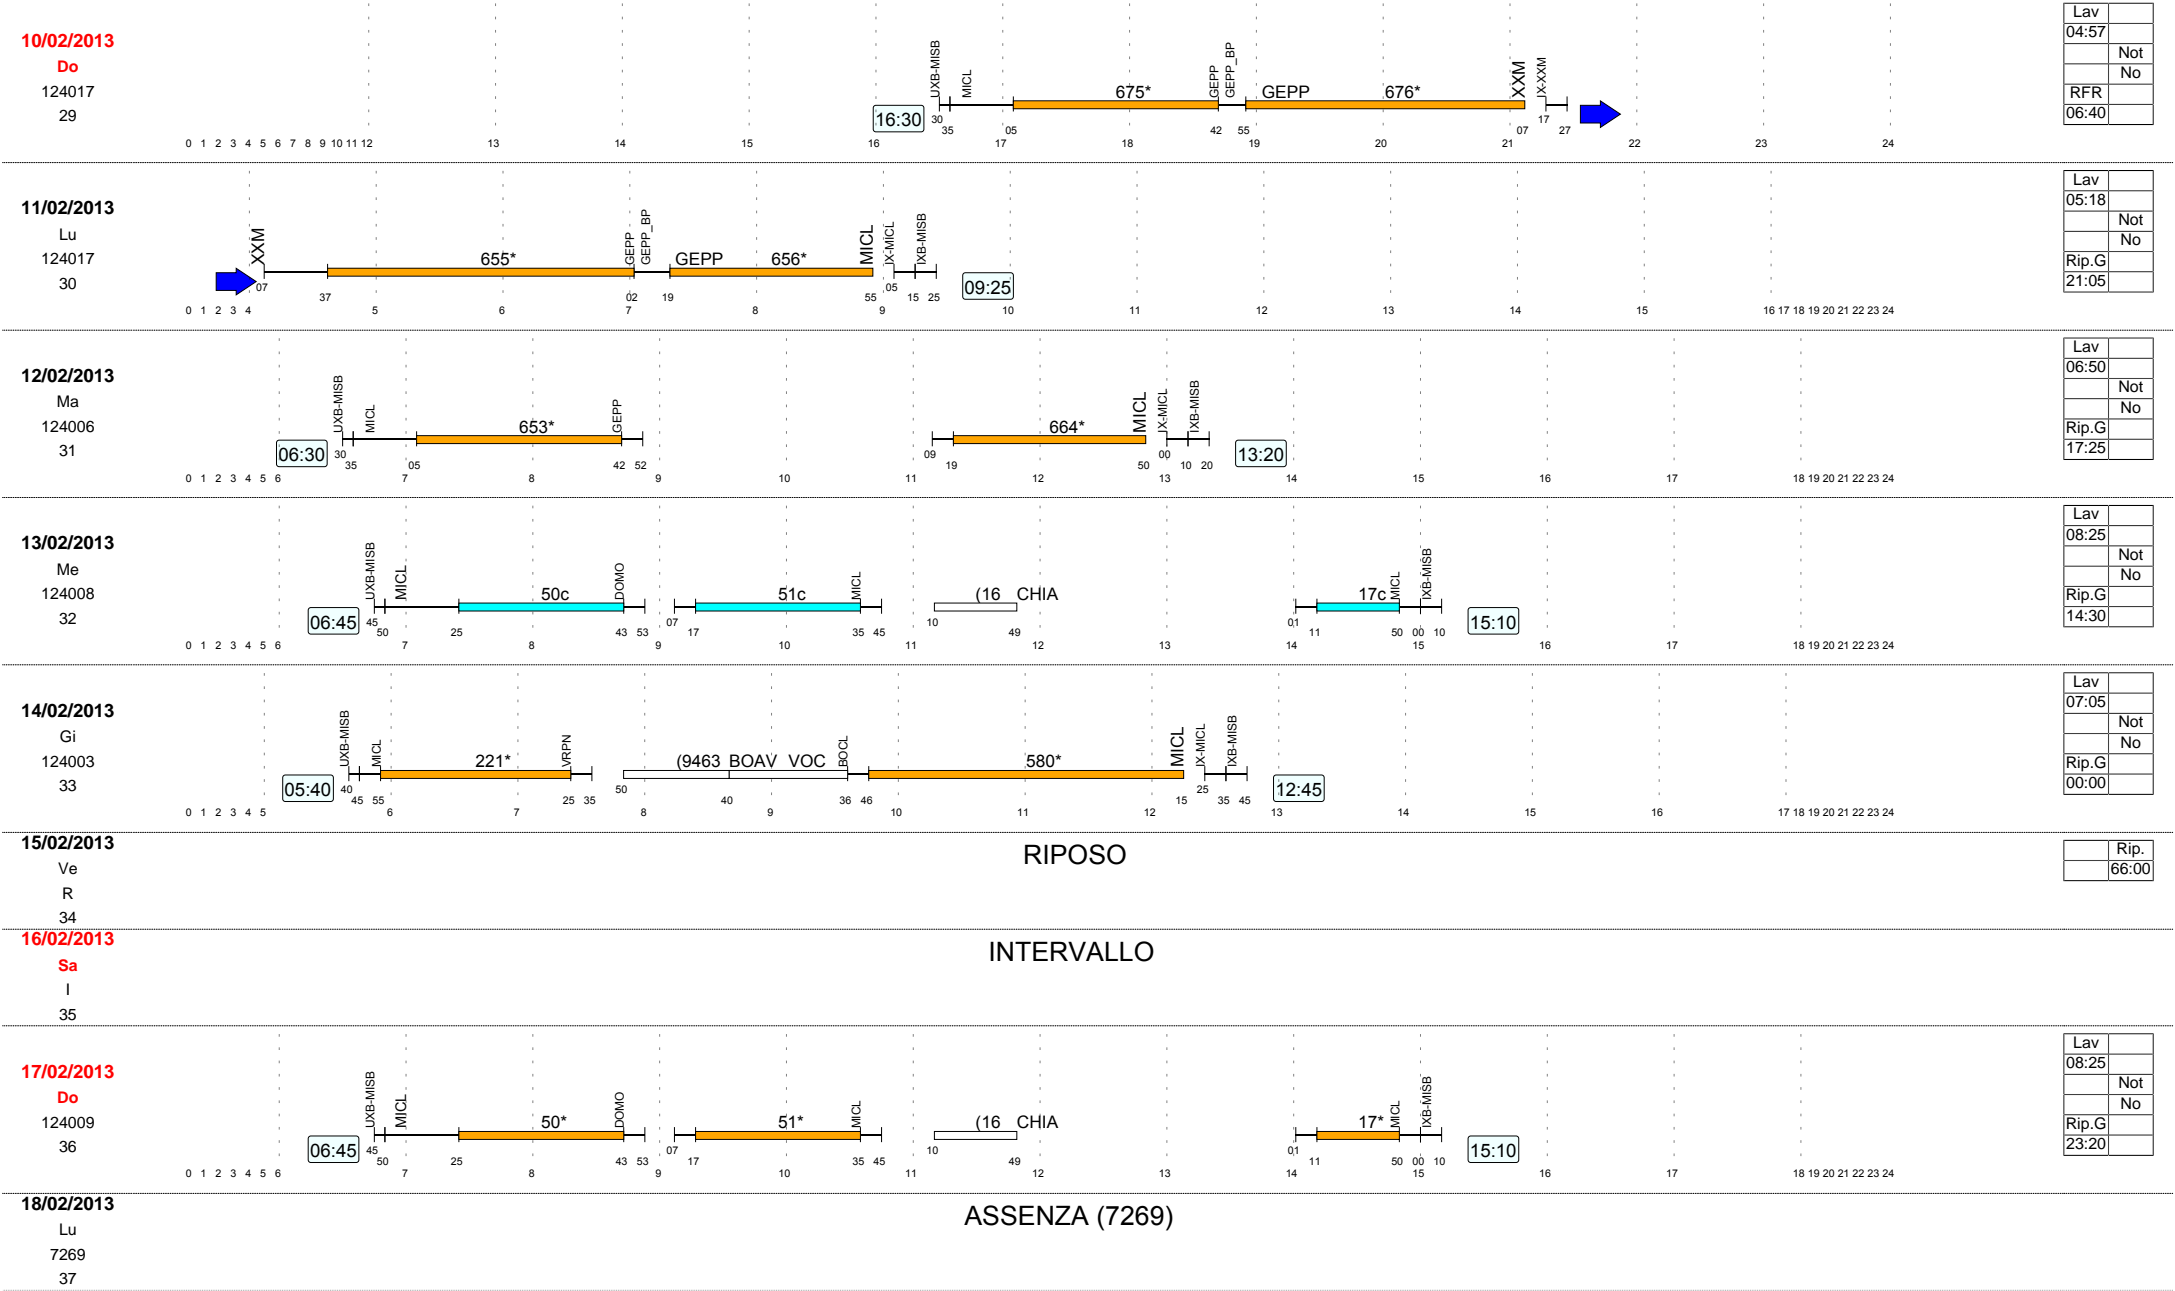 10/02/2013
Do
124017
29
16:30
UXB-MISB
MICL
675*
GEPP
GEPP_BP
GEPP
676*
XXM
IX-XXM
30 35 05 42 55 07 17 27
0 1 2 3 4 5 6 7 8 9 10 11 12 13 14 15 16 17 18 19 20 21 22 23 24
Lav
04:57
Not
No
RFR
06:40
11/02/2013
Lu
124017
30
XXM
655*
GEPP
GEPP_BP
GEPP
656*
MICL
IX-MICL
IXB-MISB
09:25
07 37 02 19 55 05 15 25
0 1 2 3 4 5 6 7 8 9 10 11 12 13 14 15 16 17 18 19 20 21 22 23 24
Lav
05:18
Not
No
Rip.G
21:05
12/02/2013
Ma
124006
31
06:30
UXB-MISB
MICL
653*
GEPP
664*
MICL
IX-MICL
IXB-MISB
13:20
30 35 05 42 52 09 19 50 00 10 20
0 1 2 3 4 5 6 7 8 9 10 11 12 13 14 15 16 17 18 19 20 21 22 23 24
Lav
06:50
Not
No
Rip.G
17:25
13/02/2013
Me
124008
32
06:45
UXB-MISB
MICL
50c
DOMO
51c
MICL
(16 CHIA
17c
MICL
IXB-MISB
15:10
45 50 25 43 53 07 17 35 45 10 49 01 11 50 00 10
0 1 2 3 4 5 6 7 8 9 10 11 12 13 14 15 16 17 18 19 20 21 22 23 24
Lav
08:25
Not
No
Rip.G
14:30
14/02/2013
Gi
124003
33
05:40
UXB-MISB
MICL
221*
VRPN
(9463 BOAV VOC
BOCL
580*
MICL
IX-MICL
IXB-MISB
12:45
40 45 55 25 35 50 40 36 46 15 25 35 45
0 1 2 3 4 5 6 7 8 9 10 11 12 13 14 15 16 17 18 19 20 21 22 23 24
Lav
07:05
Not
No
Rip.G
00:00
15/02/2013
Ve
R
34
RIPOSO
Rip.
66:00
16/02/2013
Sa
I
35
INTERVALLO
17/02/2013
Do
124009
36
06:45
UXB-MISB
MICL
50*
DOMO
51*
MICL
(16 CHIA
17*
MICL
IXB-MISB
15:10
45 50 25 43 53 07 17 35 45 10 49 01 11 50 00 10
0 1 2 3 4 5 6 7 8 9 10 11 12 13 14 15 16 17 18 19 20 21 22 23 24
Lav
08:25
Not
No
Rip.G
23:20
18/02/2013
Lu
7269
37
ASSENZA (7269)